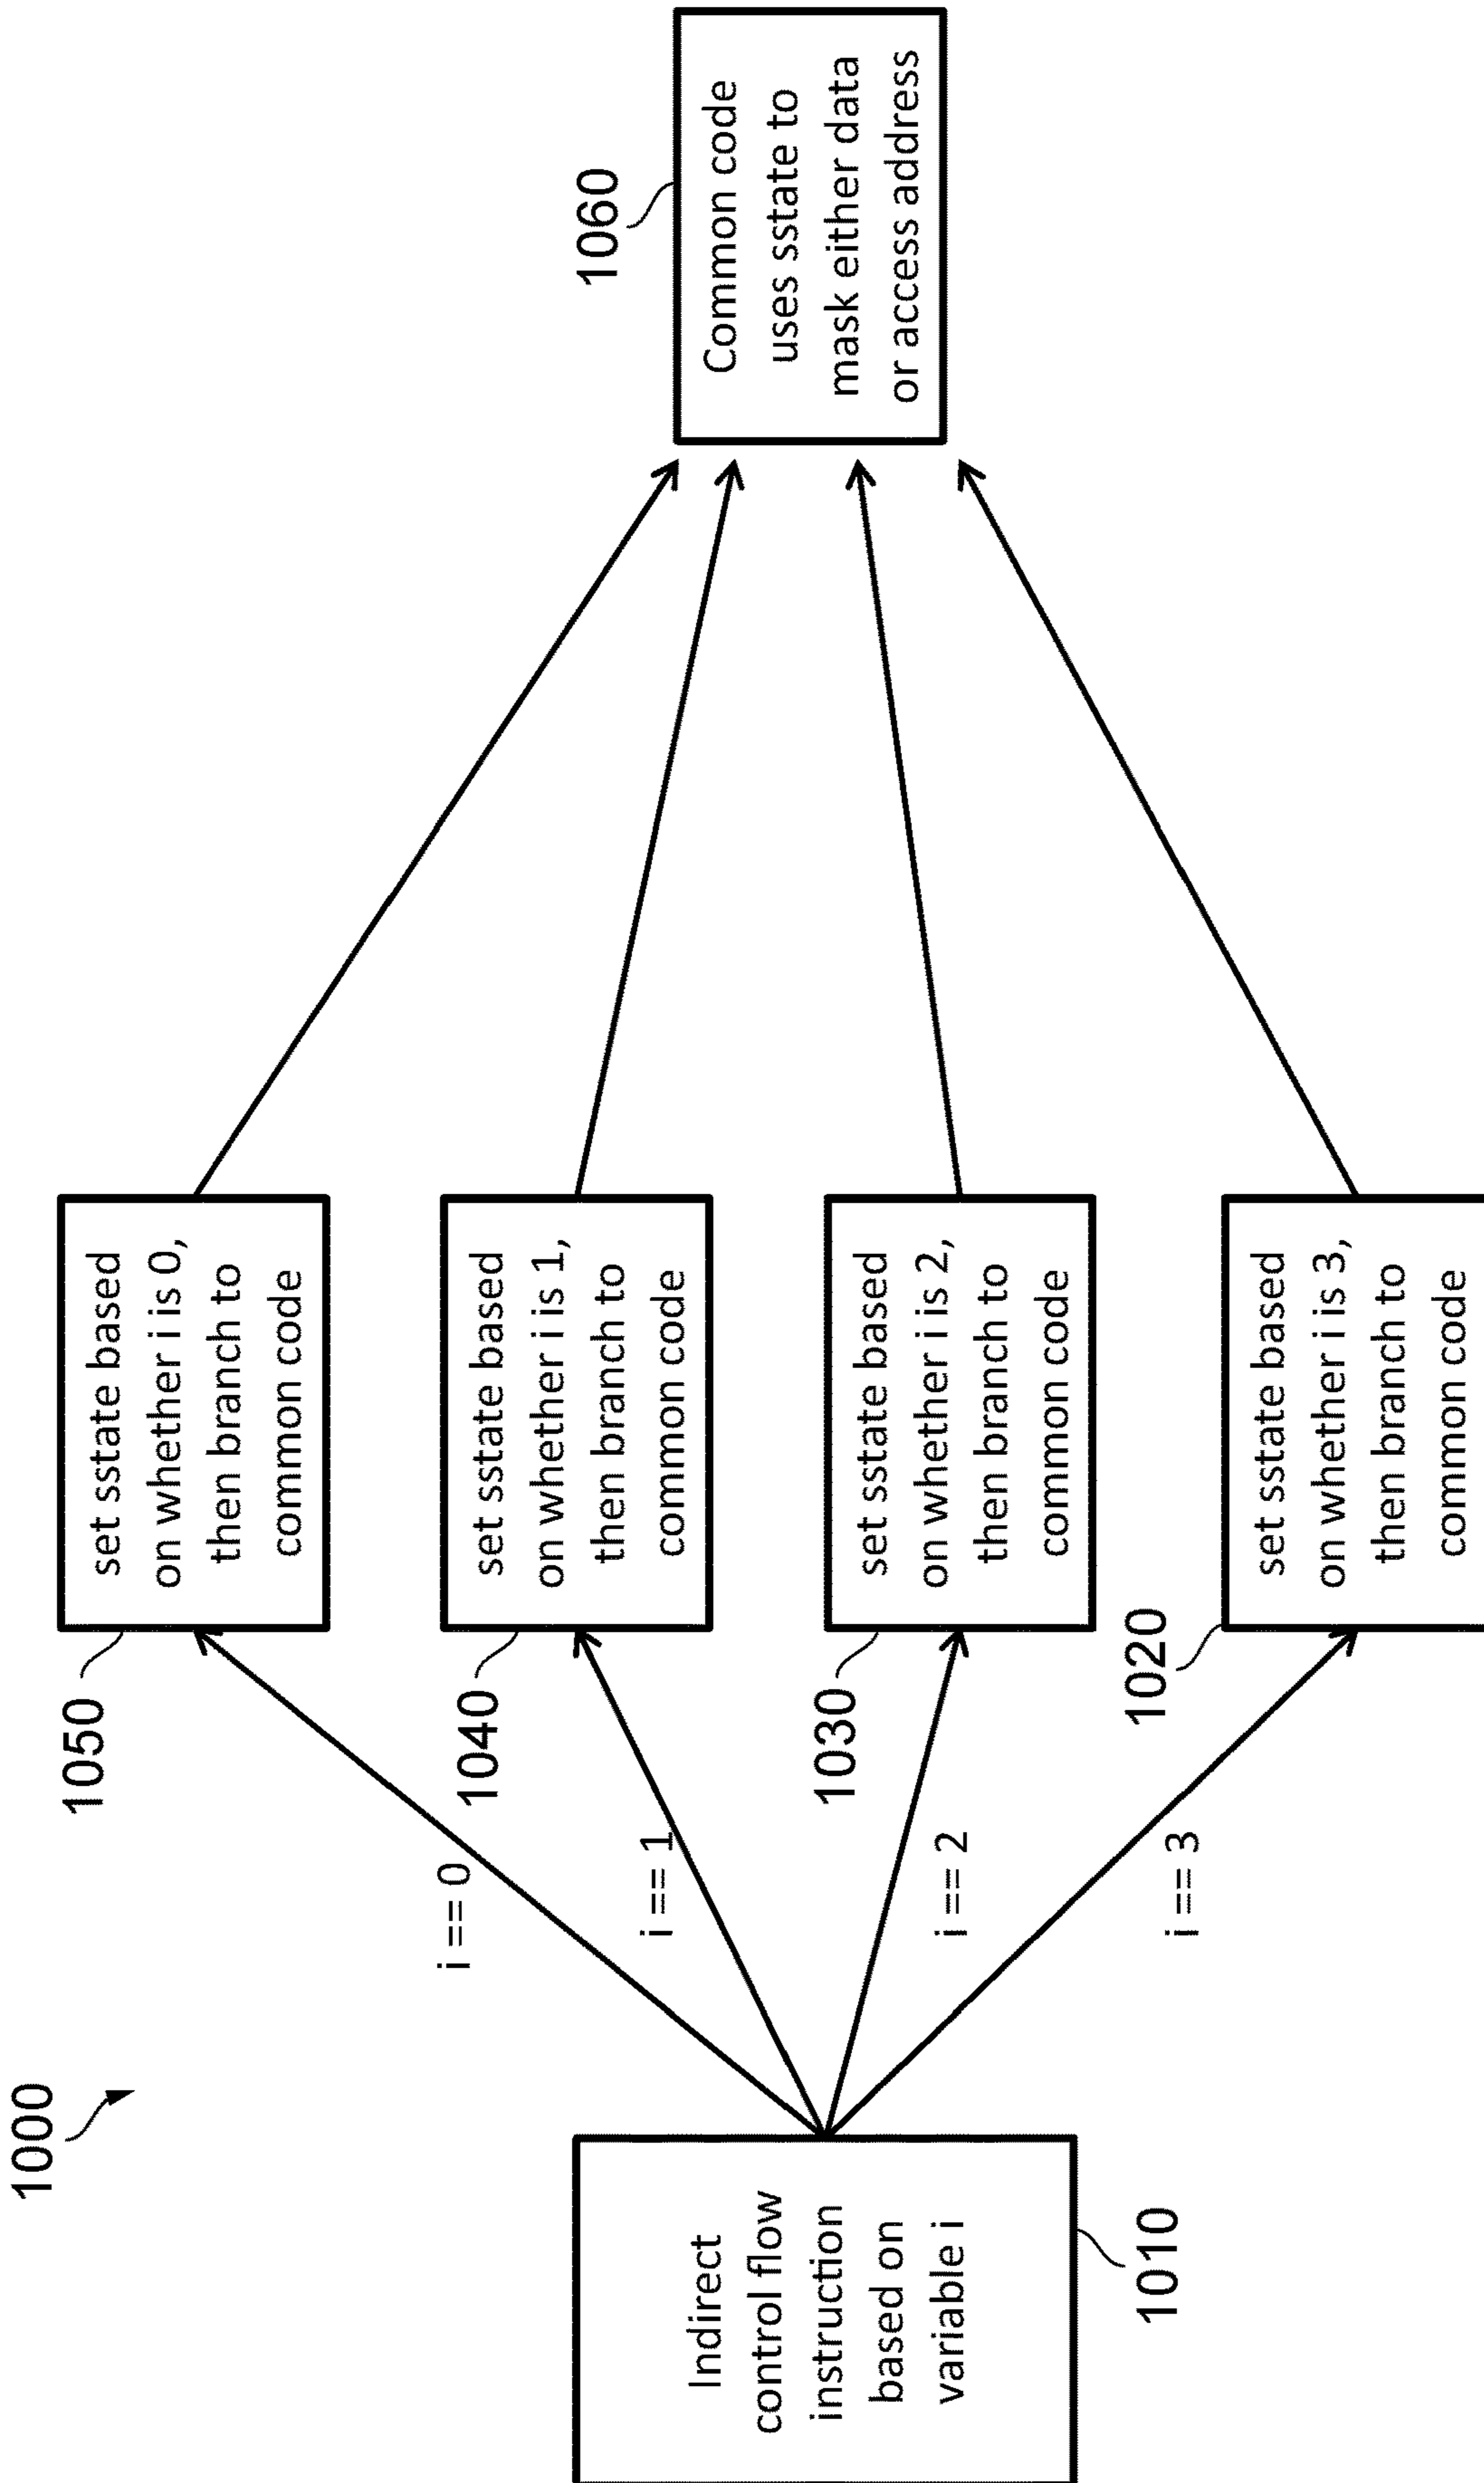 1000
Indirect
control flow
instruction
based on
variable i
1010
i == 0
i == 1
i == 2
i == 3
1050
set sstate based
on whether i is 0,
then branch to
common code
1040
set sstate based
on whether i is 1,
then branch to
common code
1030
set sstate based
on whether i is 2,
then branch to
common code
1020
set sstate based
on whether i is 3,
then branch to
common code
1060
Common code
uses sstate to
mask either data
or access address